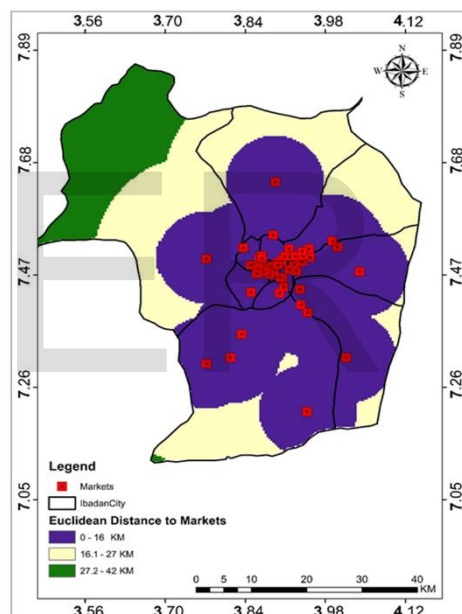 3.56 3.70 3.84 3.98 4.12
7.89 7.89
N
W E
S
7.68 7.68
7.47 7.47
ER
7.26 7.26
Legend
Markets
IbadanCity
7.05 7.05
Euclidean Distance to Markets
0 - 16 KM
16.1 - 27 KM
27.2 - 42 KM
0 5 10 20 30 40
KM
3.56 3.70 3.84 3.98 4.12